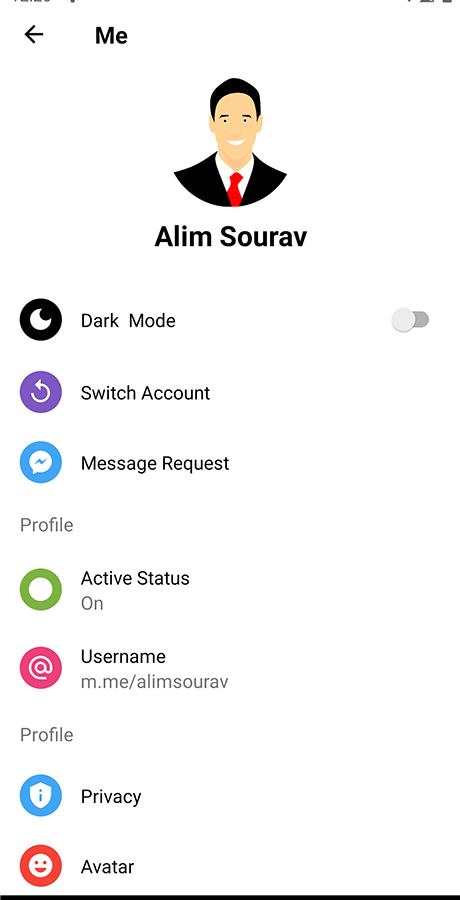 Me
Alim Sourav
Dark Mode
Switch Account
Message Request
Profile
Active Status
On
Username
m.me/alimsourav
Profile
Privacy
Avatar